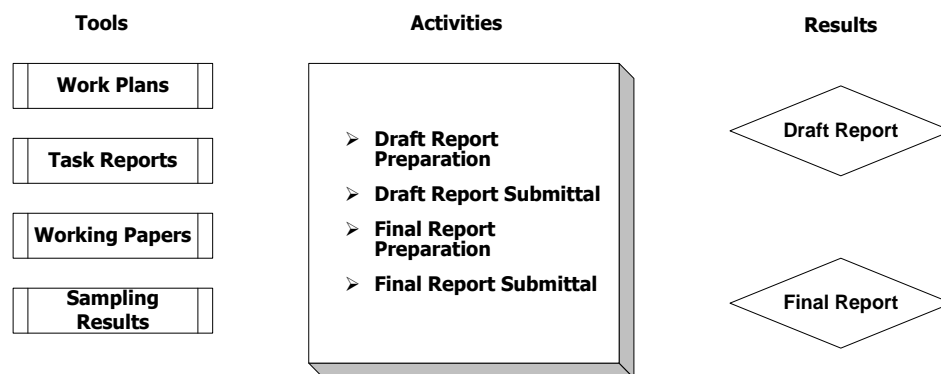 Tools
Activities
Results
Work Plans
Task Reports
Working Papers
Sampling
Results
➢ Draft Report
Preparation
➢ Draft Report Submittal
➢ Final Report
Preparation
➢ Final Report Submittal
Draft Report
Final Report